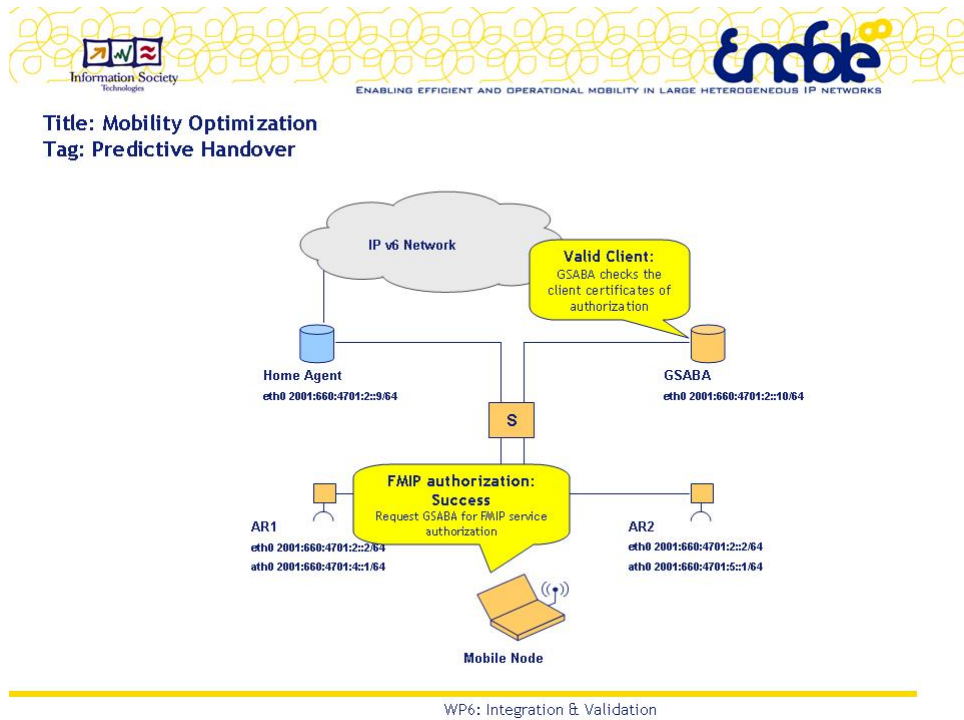 Enable
Information Society
Technologies
ENABLING EFFICIENT AND OPERATIONAL MOBILITY IN LARGE HETEROGENEOUS IP NETWORKS
Title: Mobility Optimization
Tag: Predictive Handover
IP v6 Network
Valid Client:
GSABA checks the
client certificates of
authorization
Home Agent
eth0 2001:660:4701:2::9/64
GSABA
eth0 2001:660:4701:2::10/64
S
FMIP authorization:
Success
Request GSABA for FMIP service
authorization
AR1
eth0 2001:660:4701:2::2/64
ath0 2001:660:4701:4::1/64
AR2
eth0 2001:660:4701:2::2/64
ath0 2001:660:4701:5::1/64
Mobile Node
WP6: Integration & Validation